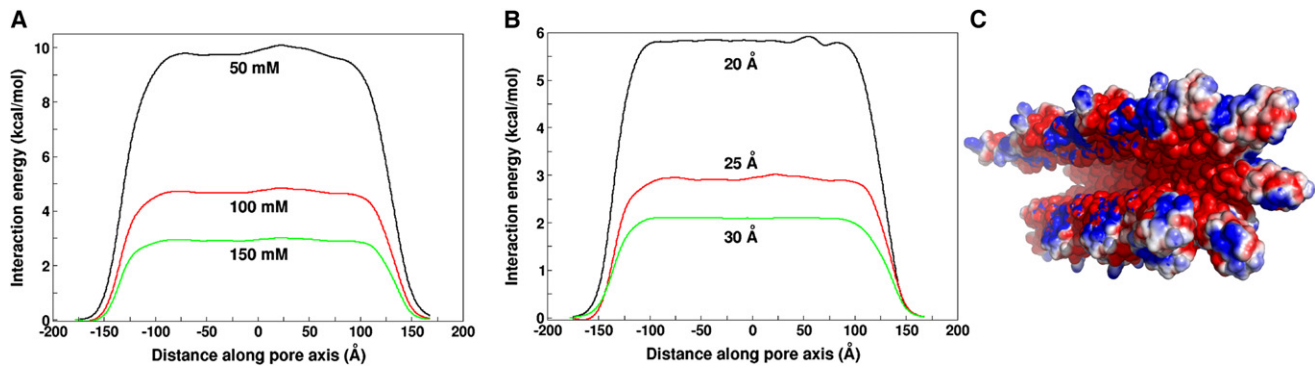 A
Interaction energy (kcal/mol)
10
8
6
4
2
0
50 mM
100 mM
150 mM
-200 -150 -100 -50 0 50 100 150 200
Distance along pore axis (Å)
B
Interaction energy (kcal/mol)
6
5
4
3
2
1
0
20 Å
25 Å
30 Å
-200 -150 -100 -50 0 50 100 150 200
Distance along pore axis (Å)
C